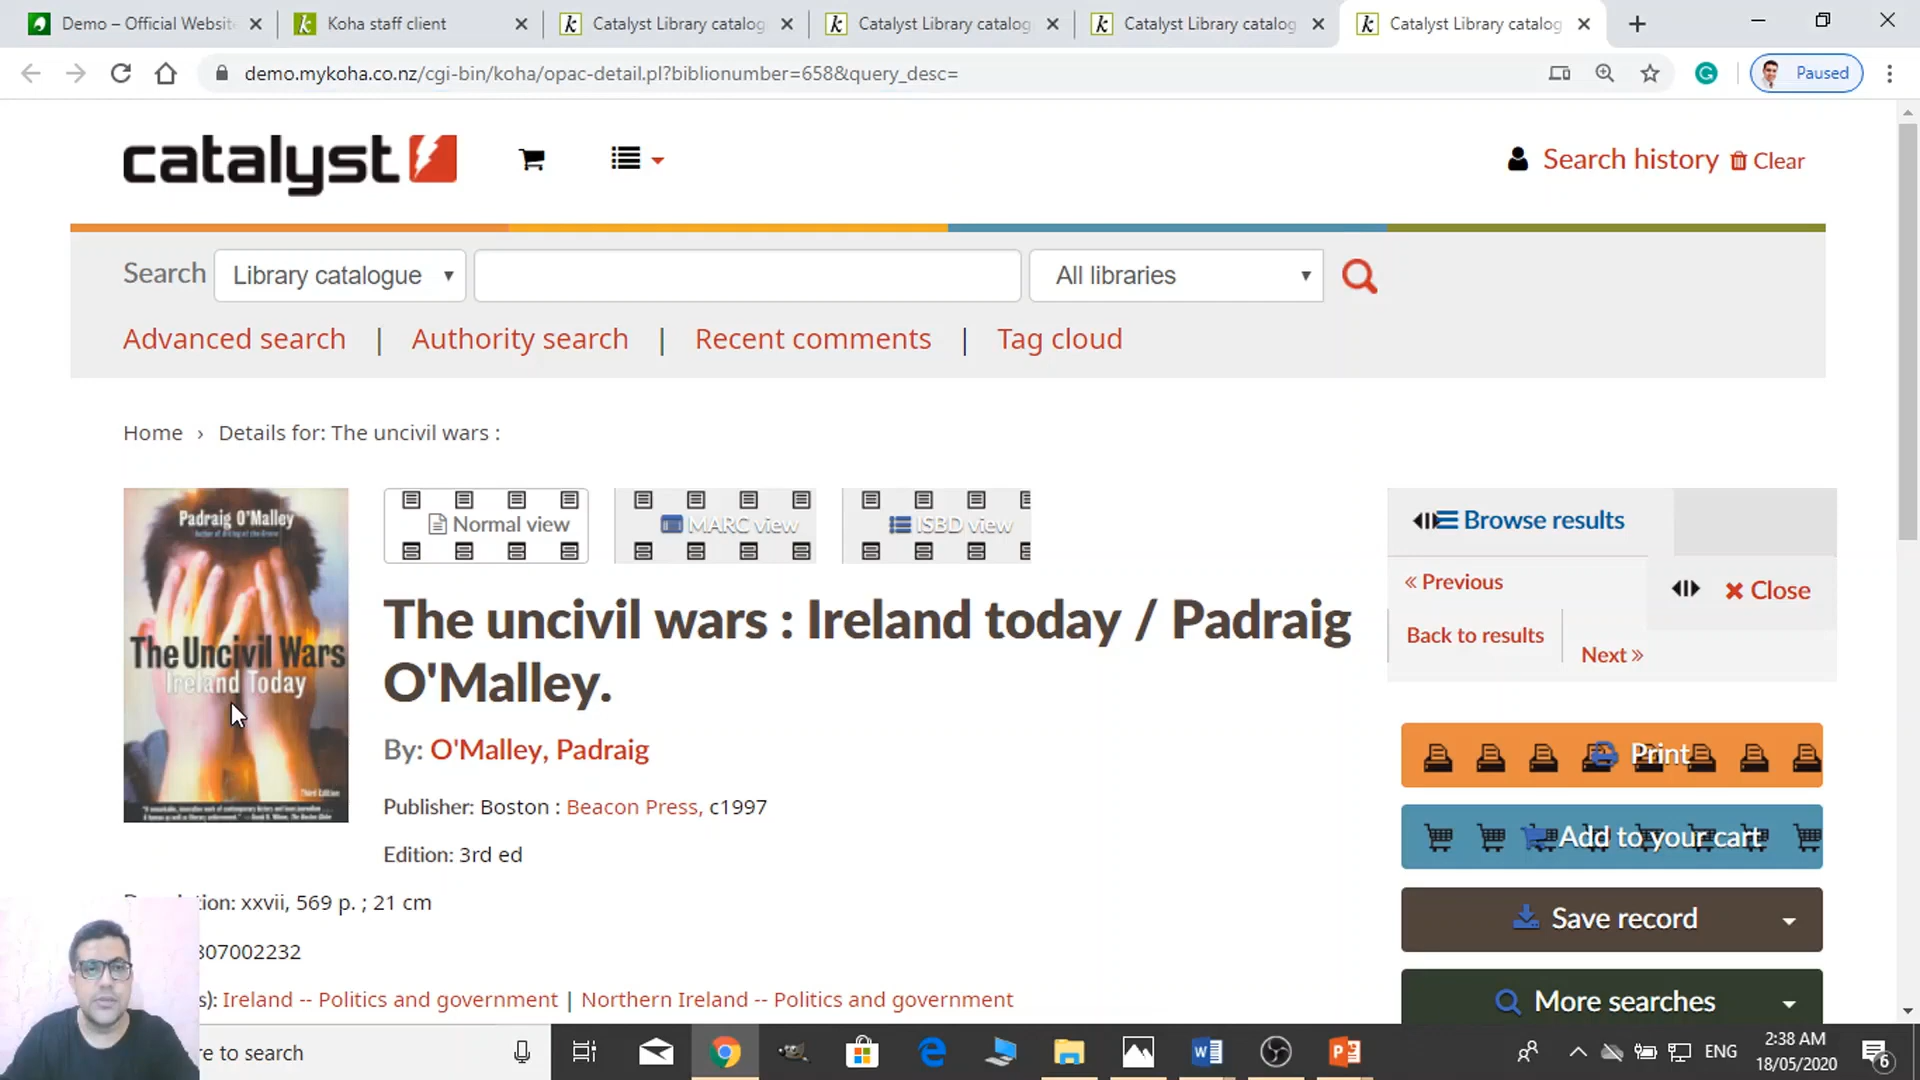 Demo – Official Website
Koha staff client
Catalyst Library catalog
Catalyst Library catalog
Catalyst Library catalog
Catalyst Library catalog
demo.mykoha.co.nz/cgi-bin/koha/opac-detail.pl?biblionumber=658&query_desc=
Paused
catalyst
Search history Clear
Search Library catalogue All libraries
Advanced search | Authority search | Recent comments | Tag cloud
Home › Details for: The uncivil wars :
Padraig O'Malley
The Uncivil Wars
Ireland Today
Third Edition
Normal view
MARC view
ISBD view
Browse results
« Previous
Back to results
Next »
Close
The uncivil wars : Ireland today / Padraig
O'Malley.
By: O'Malley, Padraig
Publisher: Boston : Beacon Press, c1997
Edition: 3rd ed
xxvii, 569 p. ; 21 cm
807002232
Ireland -- Politics and government | Northern Ireland -- Politics and government
Print
Add to your cart
Save record
More searches
re to search
ENG
2:38 AM
18/05/2020
6